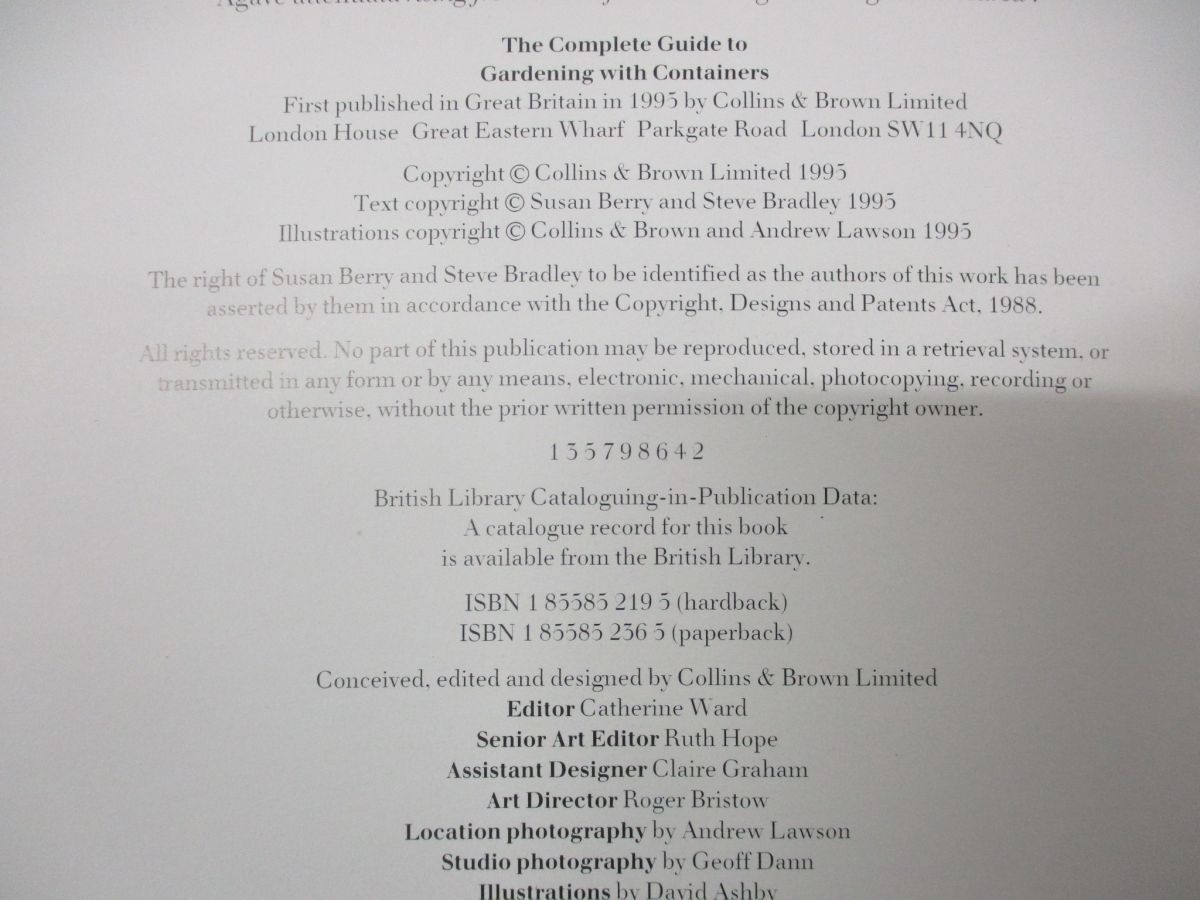 Agave attenuata rising
The Complete Guide to
Gardening with Containers
First published in Great Britain in 1995 by Collins & Brown Limited
London House Great Eastern Wharf Parkgate Road London SW11 4NQ
Copyright © Collins & Brown Limited 1995
Text copyright © Susan Berry and Steve Bradley 1995
Illustrations copyright © Collins & Brown and Andrew Lawson 1995
The right of Susan Berry and Steve Bradley to be identified as the authors of this work has been
asserted by them in accordance with the Copyright, Designs and Patents Act, 1988.
All rights reserved. No part of this publication may be reproduced, stored in a retrieval system, or
transmitted in any form or by any means, electronic, mechanical, photocopying, recording or
otherwise, without the prior written permission of the copyright owner.
1 3 5 7 9 8 6 4 2
British Library Cataloguing-in-Publication Data:
A catalogue record for this book
is available from the British Library.
ISBN 1 85585 219 5 (hardback)
ISBN 1 85585 236 5 (paperback)
Conceived, edited and designed by Collins & Brown Limited
Editor Catherine Ward
Senior Art Editor Ruth Hope
Assistant Designer Claire Graham
Art Director Roger Bristow
Location photography by Andrew Lawson
Studio photography by Geoff Dann
Illustrations by David Ashby